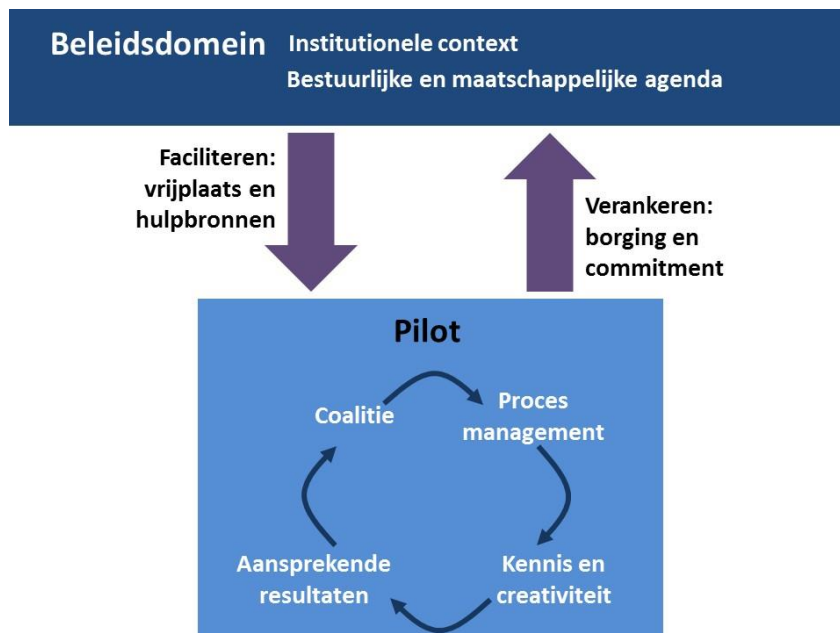 Beleidsdomein Institutionele context
Bestuurlijke en maatschappelijke agenda
Faciliteren:
vrijplaats en
hulpbronnen
Verankeren:
borging en
commitment
Pilot
Coalitie
Proces
management
Aansprekende
resultaten
Kennis en
creativiteit